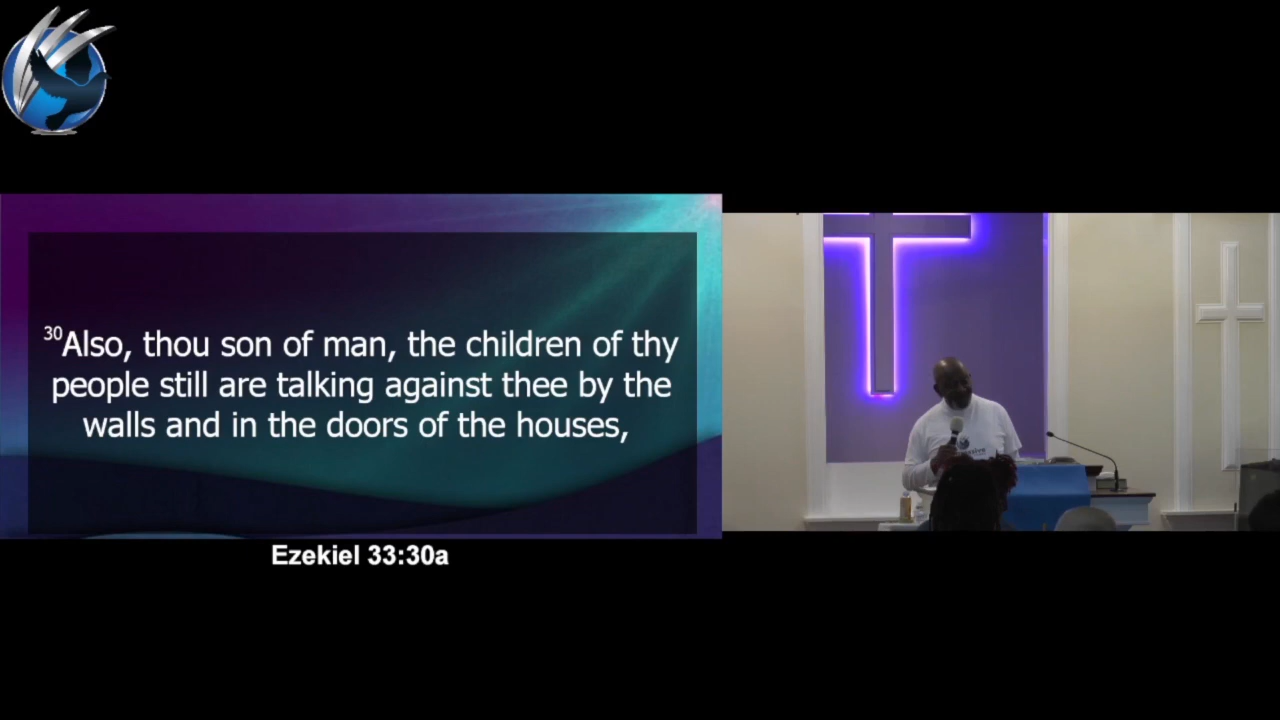 ³⁰Also, thou son of man, the children of thy
people still are talking against thee by the
walls and in the doors of the houses,
Ezekiel 33:30a